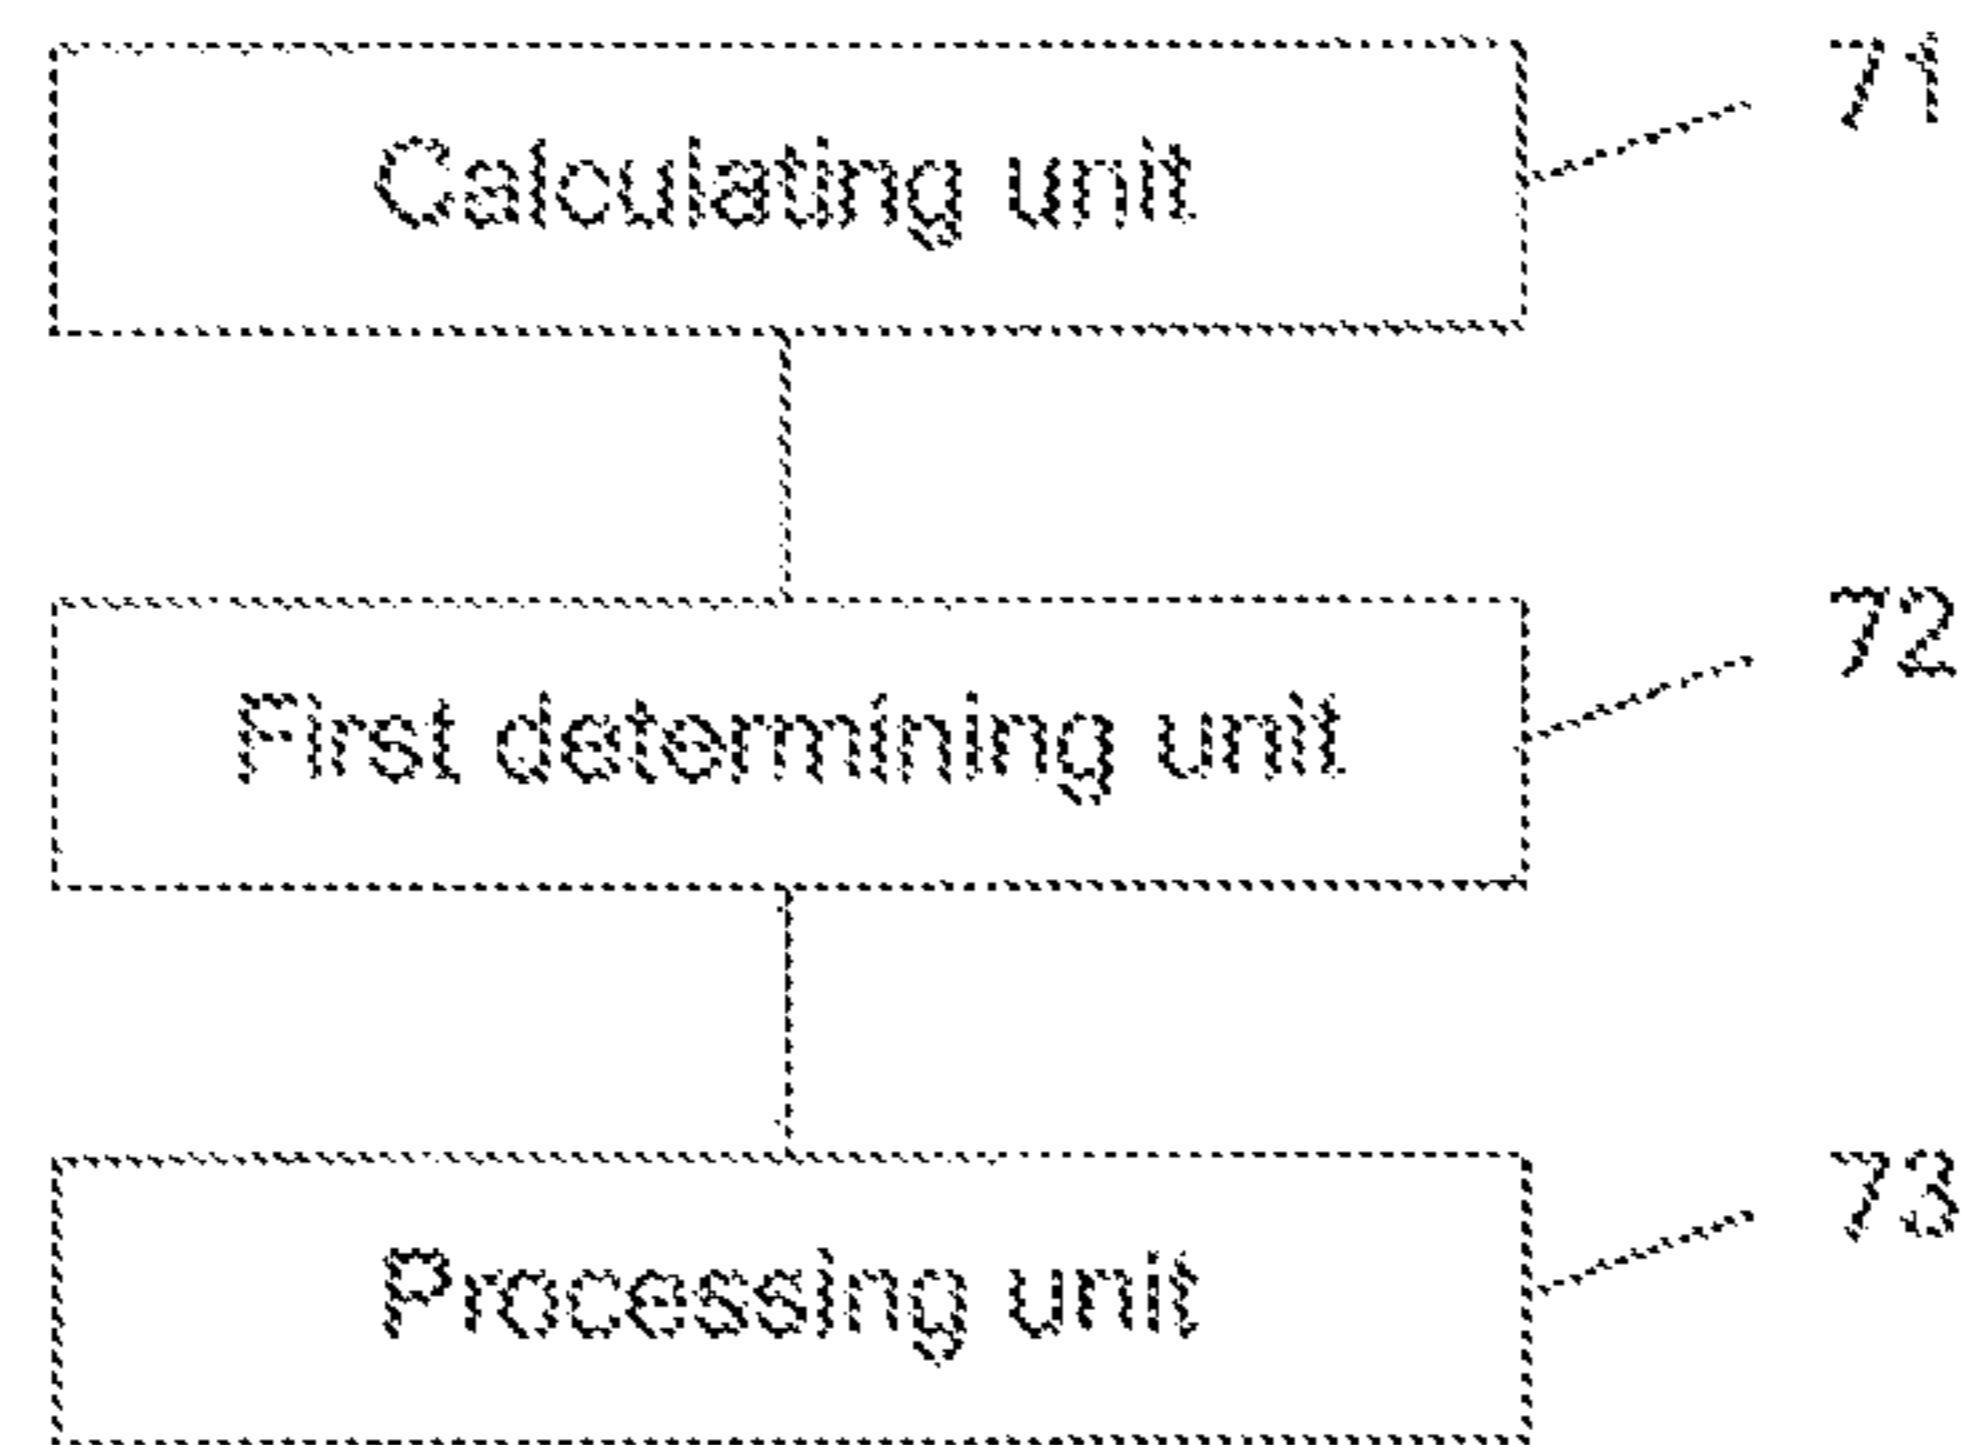 71
Calculating unit
72
First determining unit
73
Processing unit